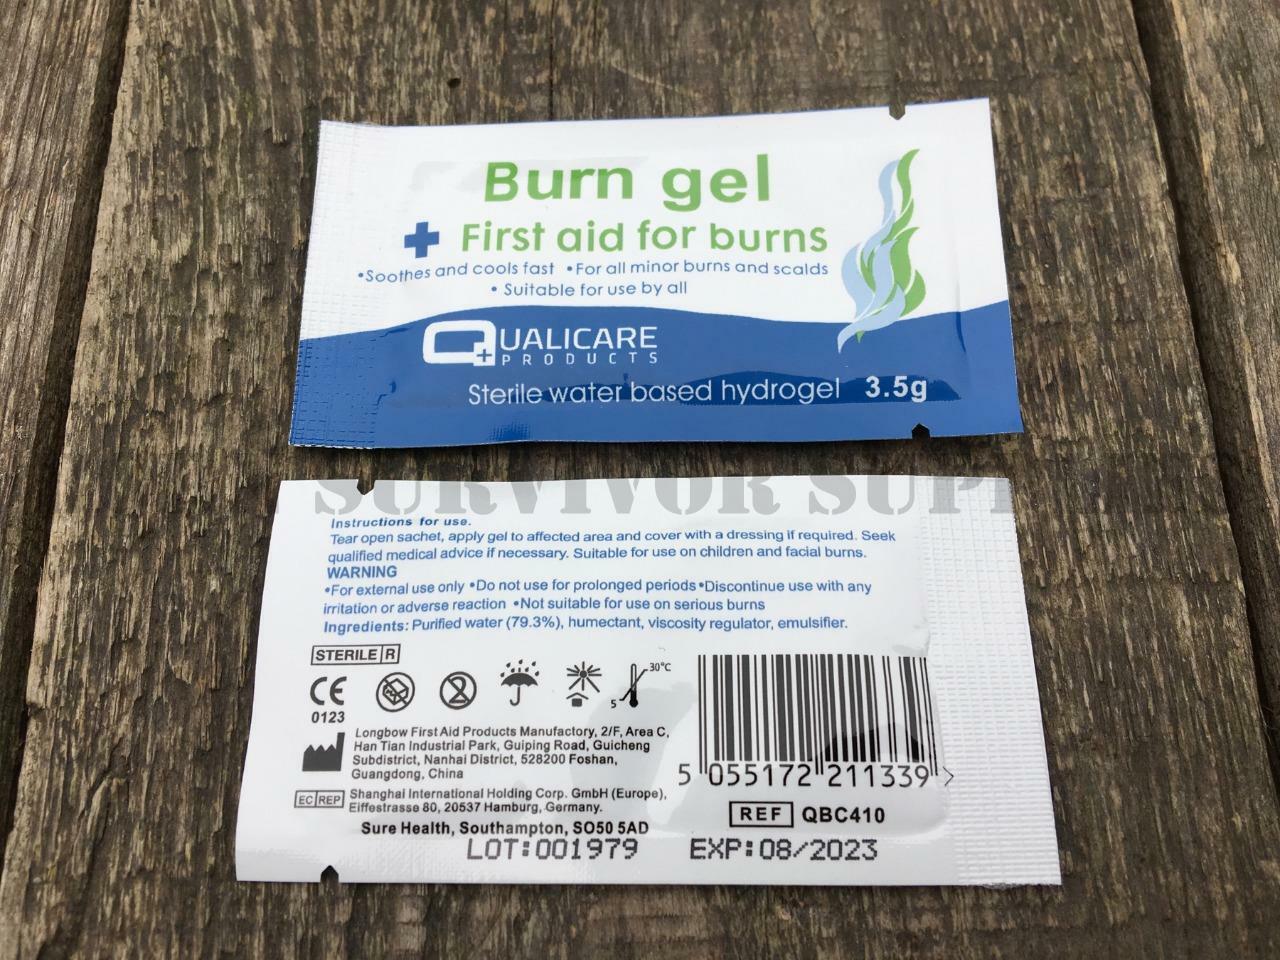 Burn gel
First aid for burns
•Soothes and cools fast •For all minor burns and scalds
• Suitable for use by all
QUALICARE
PRODUCTS
Sterile water based hydrogel 3.5g
SURVIVOR
Instructions for use.
Tear open sachet, apply gel to affected area and cover with a dressing if required. Seek
qualified medical advice if necessary. Suitable for use on children and facial burns.
WARNING
•For external use only •Do not use for prolonged periods •Discontinue use with any
irritation or adverse reaction •Not suitable for use on serious burns
Ingredients: Purified water (79.3%), humectant, viscosity regulator, emulsifier.
STERILE R
CE
0123
2
30°C
5
Longbow First Aid Products Manufactory, 2/F, Area C,
Han Tian Industrial Park, Guiping Road, Guicheng
Subdistrict, Nanhai District, 528200 Foshan,
Guangdong, China
EC REP Shanghai International Holding Corp. GmbH (Europe),
Eiffestrasse 80, 20537 Hamburg, Germany.
Sure Health, Southampton, SO50 5AD
5 055172 211339 >
REF QBC410
LOT:001979 EXP:08/2023